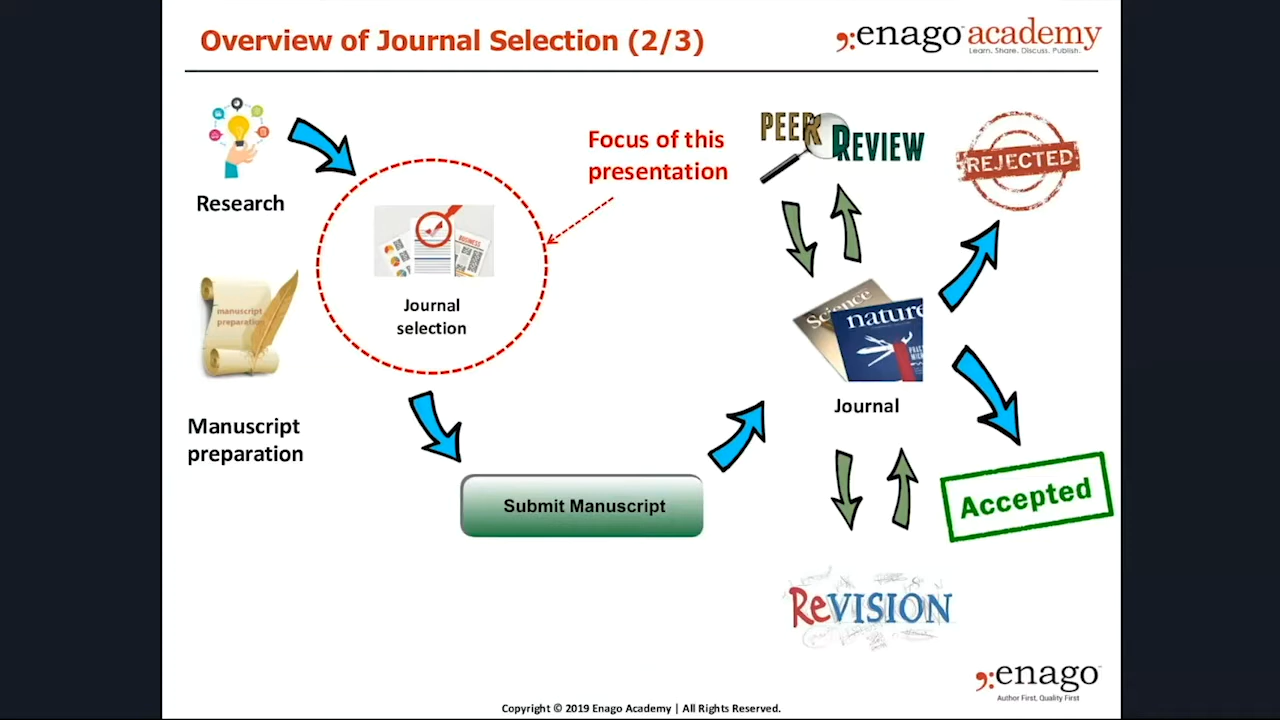 Overview of Journal Selection (2/3)
enago academy
Learn. Share. Discuss. Publish.
Research
manuscript
preparation
Manuscript
preparation
Focus of this
presentation
BUSINESS
Journal
selection
Submit Manuscript
PEER REVIEW
REJECTED
Science
nature
Journal
Accepted
ReVISION
enago
Author First, Quality First
Copyright © 2019 Enago Academy | All Rights Reserved.